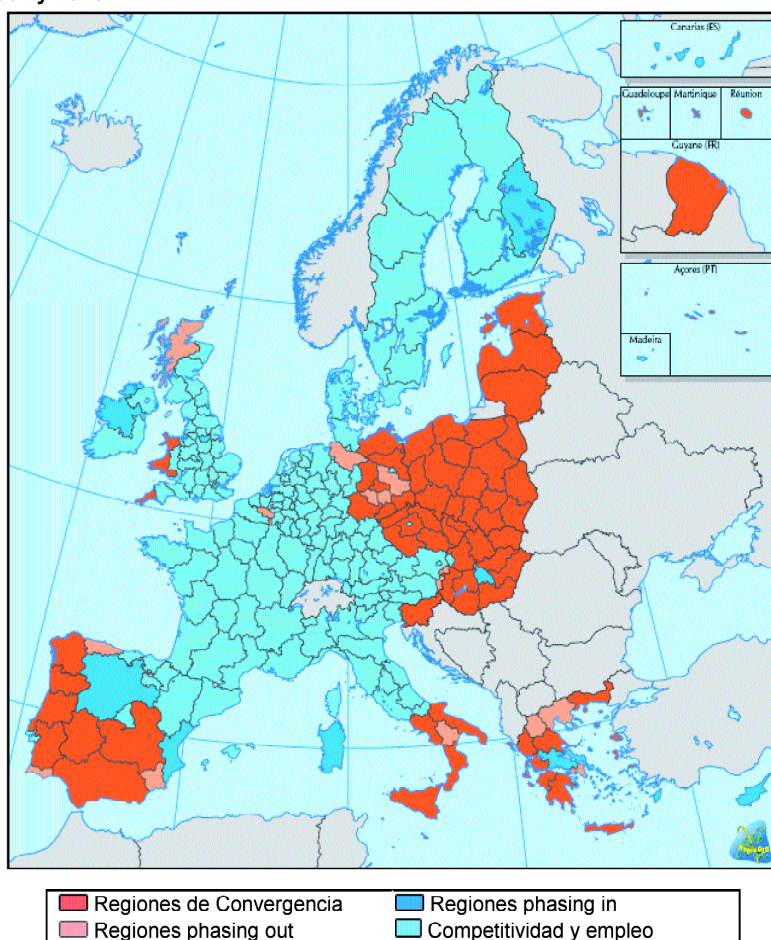 Canarias (ES)
Guadeloupe Martinique Réunion
Guyane (FR)
Açores (PT)
Madeira
Regiones de Convergencia
Regiones phasing in
Regiones phasing out
Competitividad y empleo